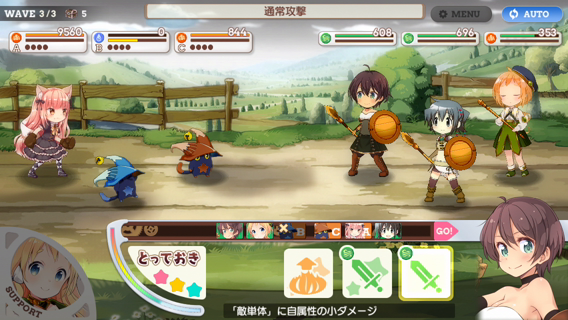 WAVE 3/3 5
通常攻撃
MENU
AUTO
A 9560
B 0
C 844
608
696
353
B C A GO!
とっておき
SUPPORT
「敵単体」に自属性の小ダメージ